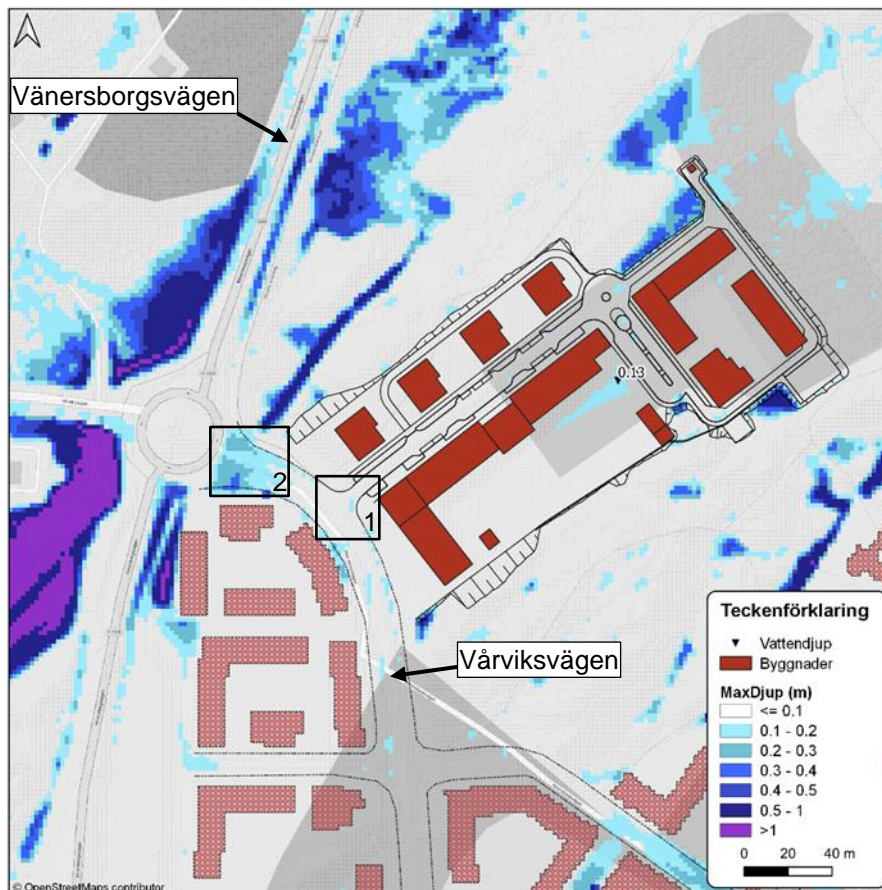 Vänersborgsvägen
0.13
2
1
Vårviksvägen
Teckenförklaring
Vattendjup
Byggnader
MaxDjup (m)
<= 0.1
0.1 - 0.2
0.2 - 0.3
0.3 - 0.4
0.4 - 0.5
0.5 - 1
>1
0 20 40 m
© OpenStreetMaps contributor